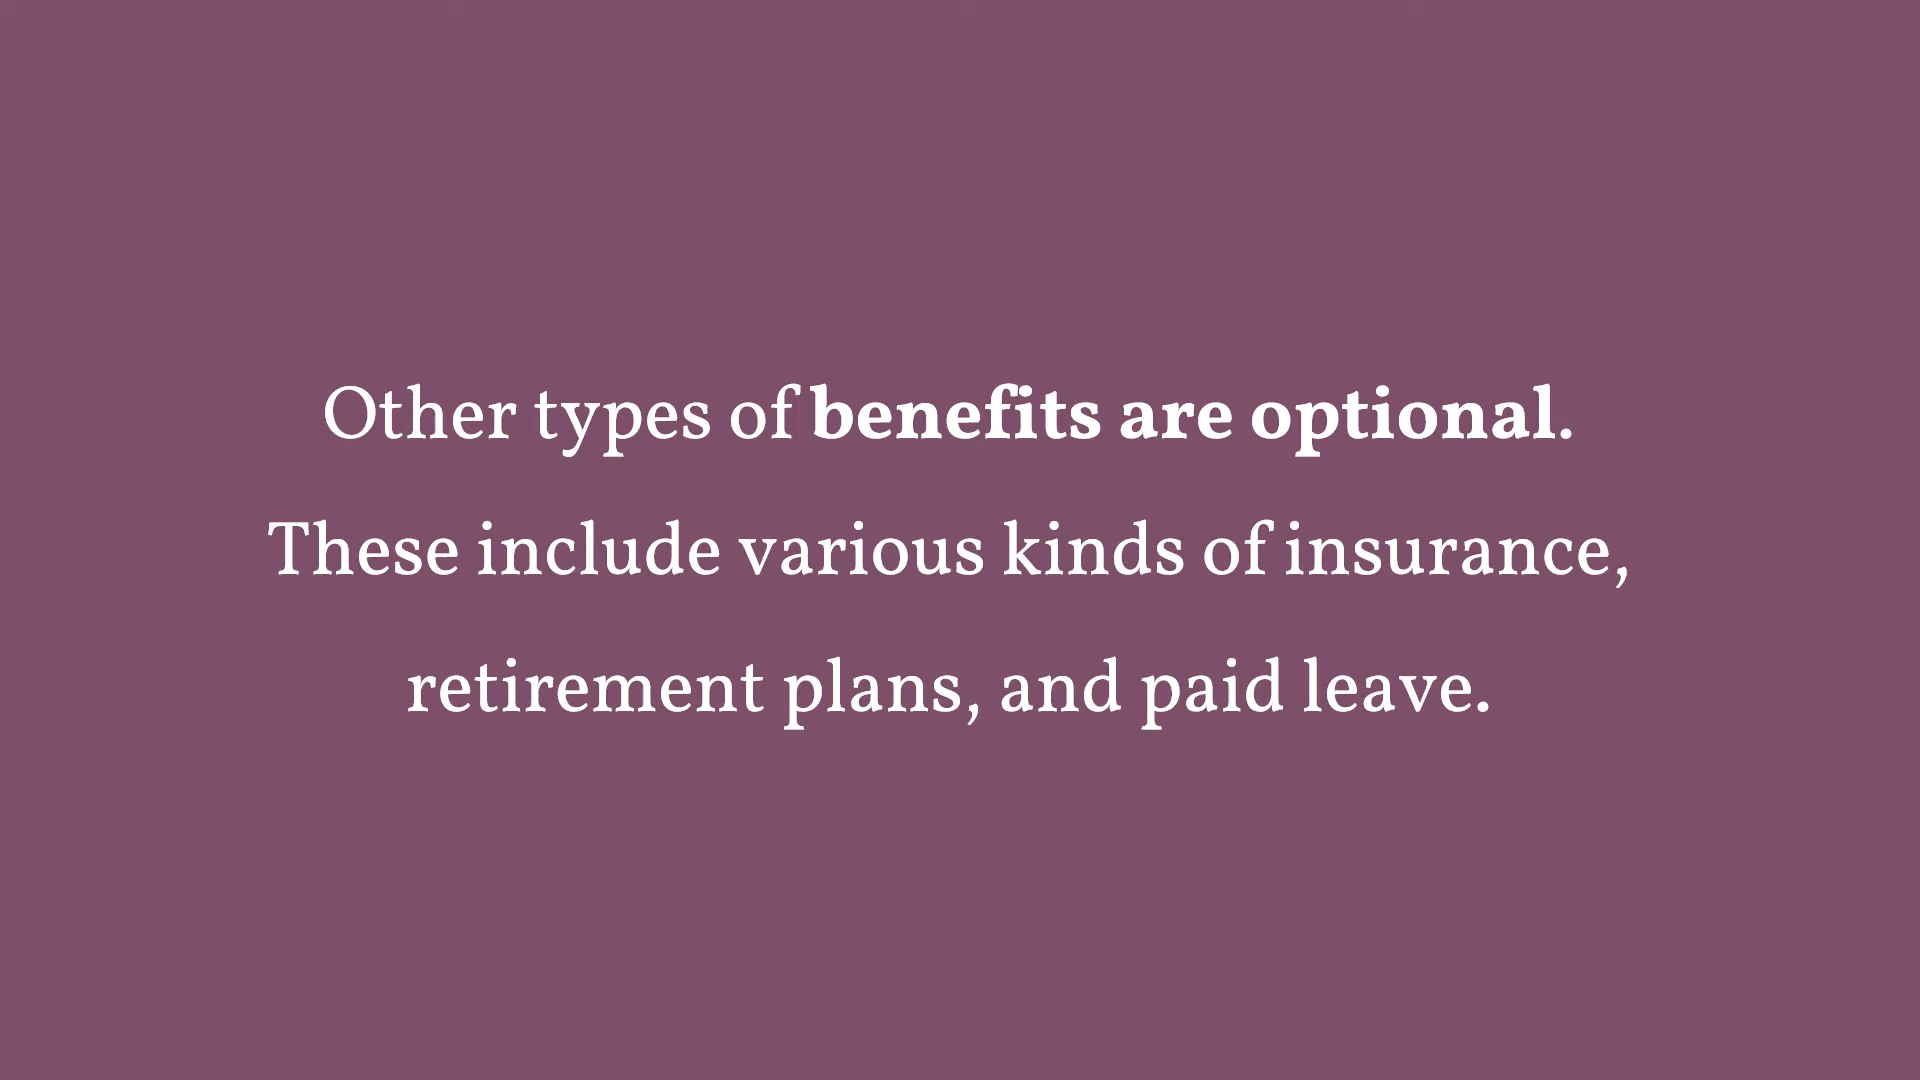 Other types of benefits are optional.
These include various kinds of insurance,
retirement plans, and paid leave.